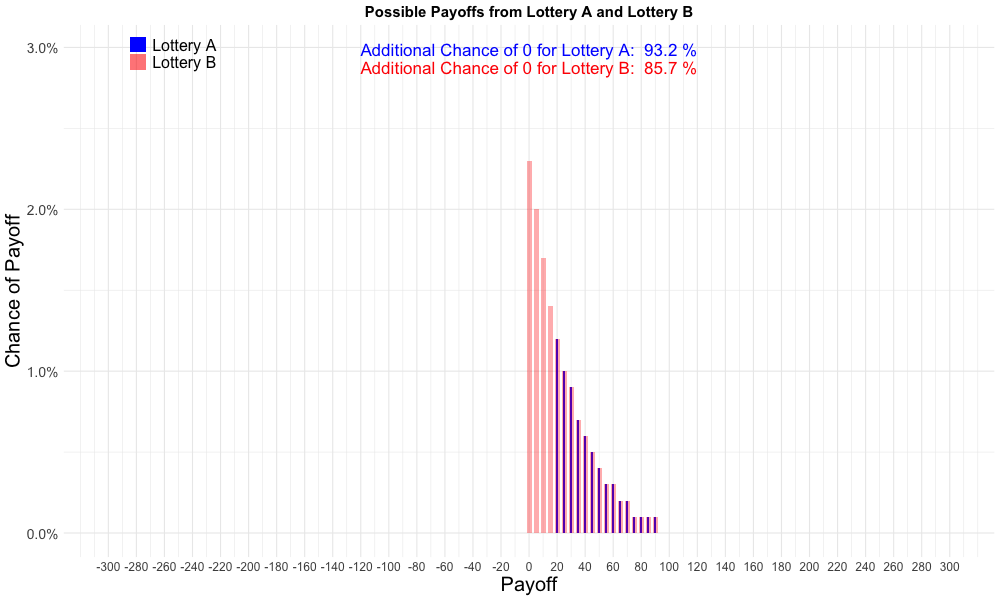 Possible Payoffs from Lottery A and Lottery B
Lottery A
Lottery B
Additional Chance of 0 for Lottery A: 93.2 %
Additional Chance of 0 for Lottery B: 85.7 %
Chance of Payoff
3.0%
2.0%
1.0%
0.0%
-300 -280 -260 -240 -220 -200 -180 -160 -140 -120 -100 -80 -60 -40 -20 0 20 40 60 80 100 120 140 160 180 200 220 240 260 280 300
Payoff